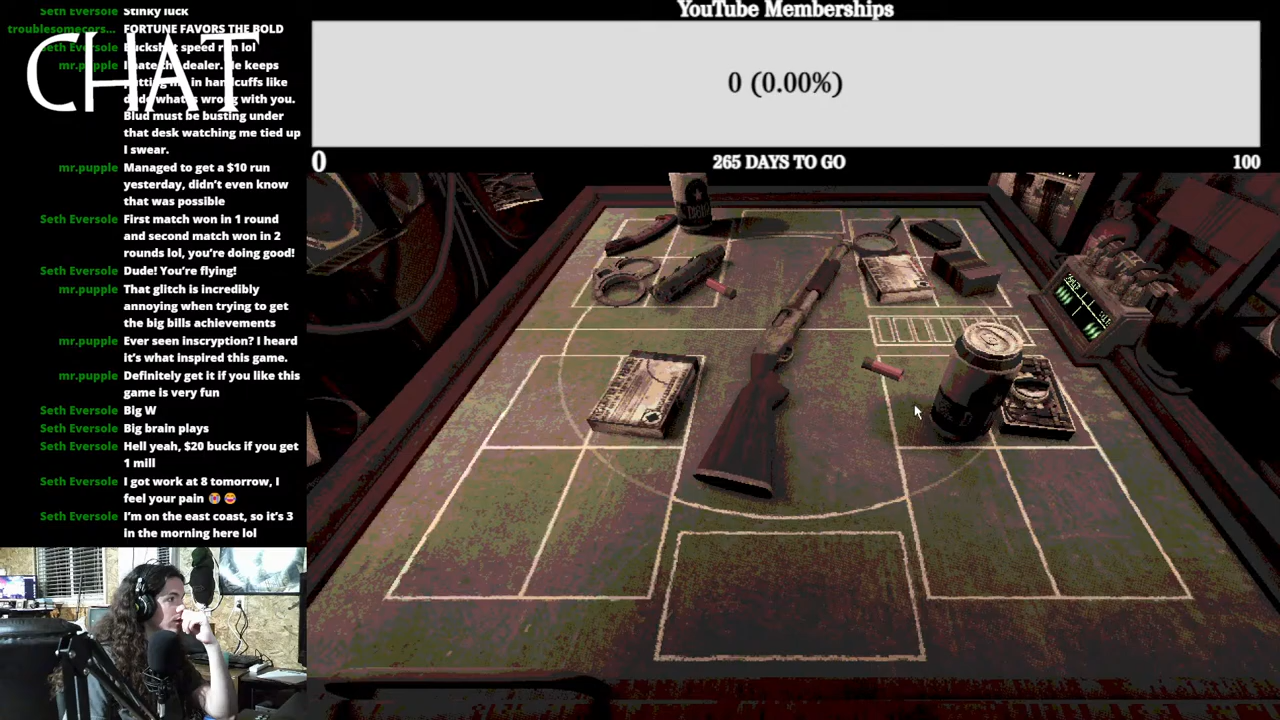 YouTube Memberships
0 (0.00%)
0
265 DAYS TO GO
100
CHAT
Seth Eversole Stinky luck
troublesomecors... FORTUNE FAVORS THE BOLD
Seth Eversole Buckshot speed run lol
mr.pupple I hate the dealer. He keeps
putting me in handcuffs like
dude what's wrong with you.
Blud must be busting under
that desk watching me tied up
I swear.
mr.pupple Managed to get a $10 run
yesterday, didn't even know
that was possible
Seth Eversole First match won in 1 round
and second match won in 2
rounds lol, you're doing good!
Seth Eversole Dude! You're flying!
mr.pupple That glitch is incredibly
annoying when trying to get
the big bills achievements
mr.pupple Ever seen inscryption? I heard
it's what inspired this game.
mr.pupple Definitely get it if you like this
game is very fun
Seth Eversole Big W
Seth Eversole Big brain plays
Seth Eversole Hell yeah, $20 bucks if you get
1 mill
Seth Eversole I got work at 8 tomorrow, I
feel your pain 😭 😂
Seth Eversole I'm on the east coast, so it's 3
in the morning here lol